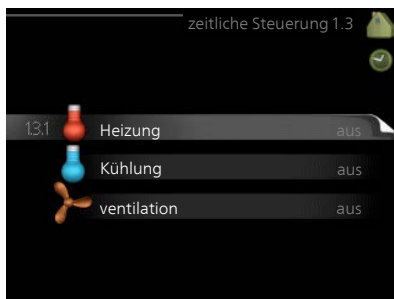 zeitliche Steuerung 1.3
1.3.1 Heizung aus
Kühlung aus
ventilation aus